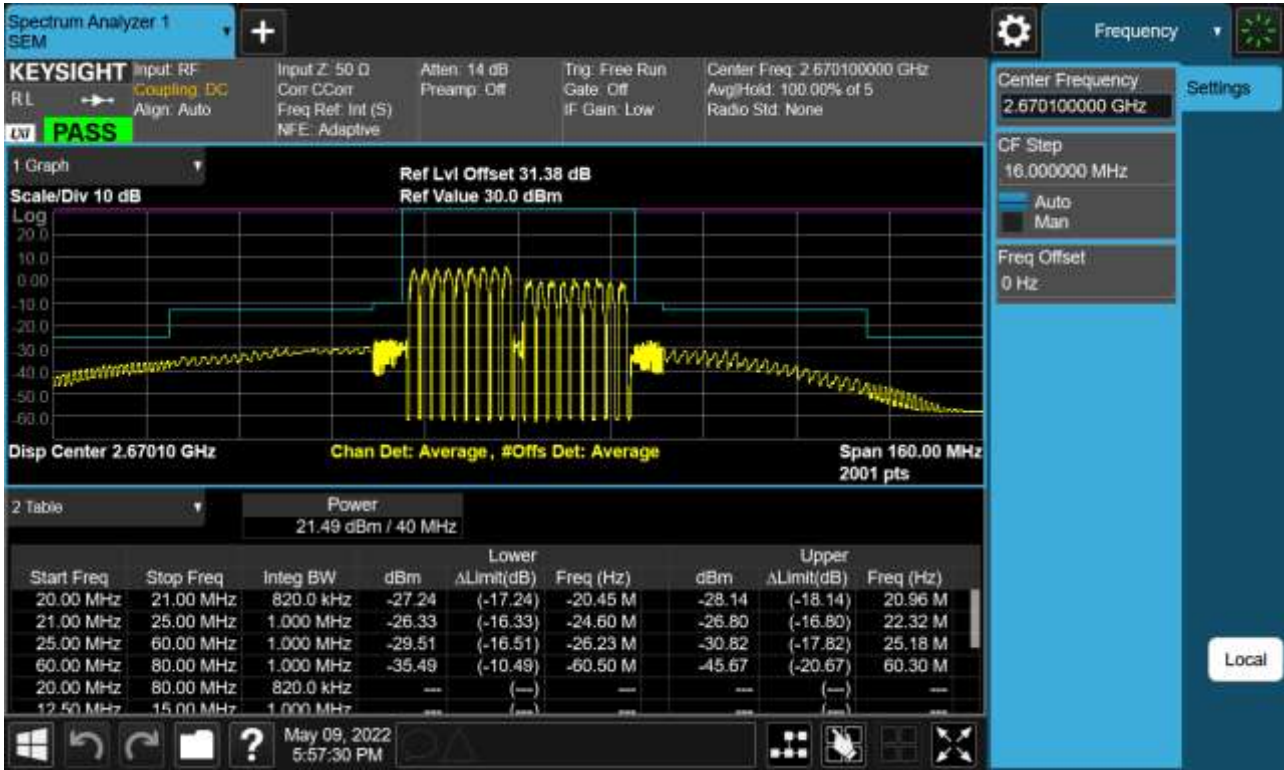 Spectrum Analyzer 1
SEM
+
Frequency
KEYSIGHT
RL
LXI
PASS
Input: RF
Coupling: DC
Align: Auto
Input Z: 50 Ω
Corr CCorr
Freq Ref: Int (S)
NFE: Adaptive
Atten: 14 dB
Preamp: Off
Trig: Free Run
Gate: Off
IF Gain: Low
Center Freq: 2.670100000 GHz
Avg|Hold: 100.00% of 5
Radio Std: None
Center Frequency
2.670100000 GHz
Settings
CF Step
16.000000 MHz
Auto
Man
Freq Offset
0 Hz
Local
1 Graph
Scale/Div 10 dB
Ref Lvl Offset 31.38 dB
Ref Value 30.0 dBm
Log
20.0
10.0
0.00
-10.0
-20.0
-30.0
-40.0
-50.0
-60.0
Disp Center 2.67010 GHz
Chan Det: Average, #Offs Det: Average
Span 160.00 MHz
2001 pts
2 Table
Power
21.49 dBm / 40 MHz
Lower Upper
Start Freq Stop Freq Integ BW dBm ΔLimit(dB) Freq (Hz) dBm ΔLimit(dB) Freq (Hz)
20.00 MHz 21.00 MHz 820.0 kHz -27.24 (-17.24) -20.45 M -28.14 (-18.14) 20.96 M
21.00 MHz 25.00 MHz 1.000 MHz -26.33 (-16.33) -24.60 M -26.80 (-16.80) 22.32 M
25.00 MHz 60.00 MHz 1.000 MHz -29.51 (-16.51) -26.23 M -30.82 (-17.82) 25.18 M
60.00 MHz 80.00 MHz 1.000 MHz -35.49 (-10.49) -60.50 M -45.67 (-20.67) 60.30 M
20.00 MHz 80.00 MHz 820.0 kHz --- (---) --- --- (---) ---
12.50 MHz 15.00 MHz 1.000 MHz --- (---) --- --- (---) ---
?
May 09, 2022
5:57:30 PM